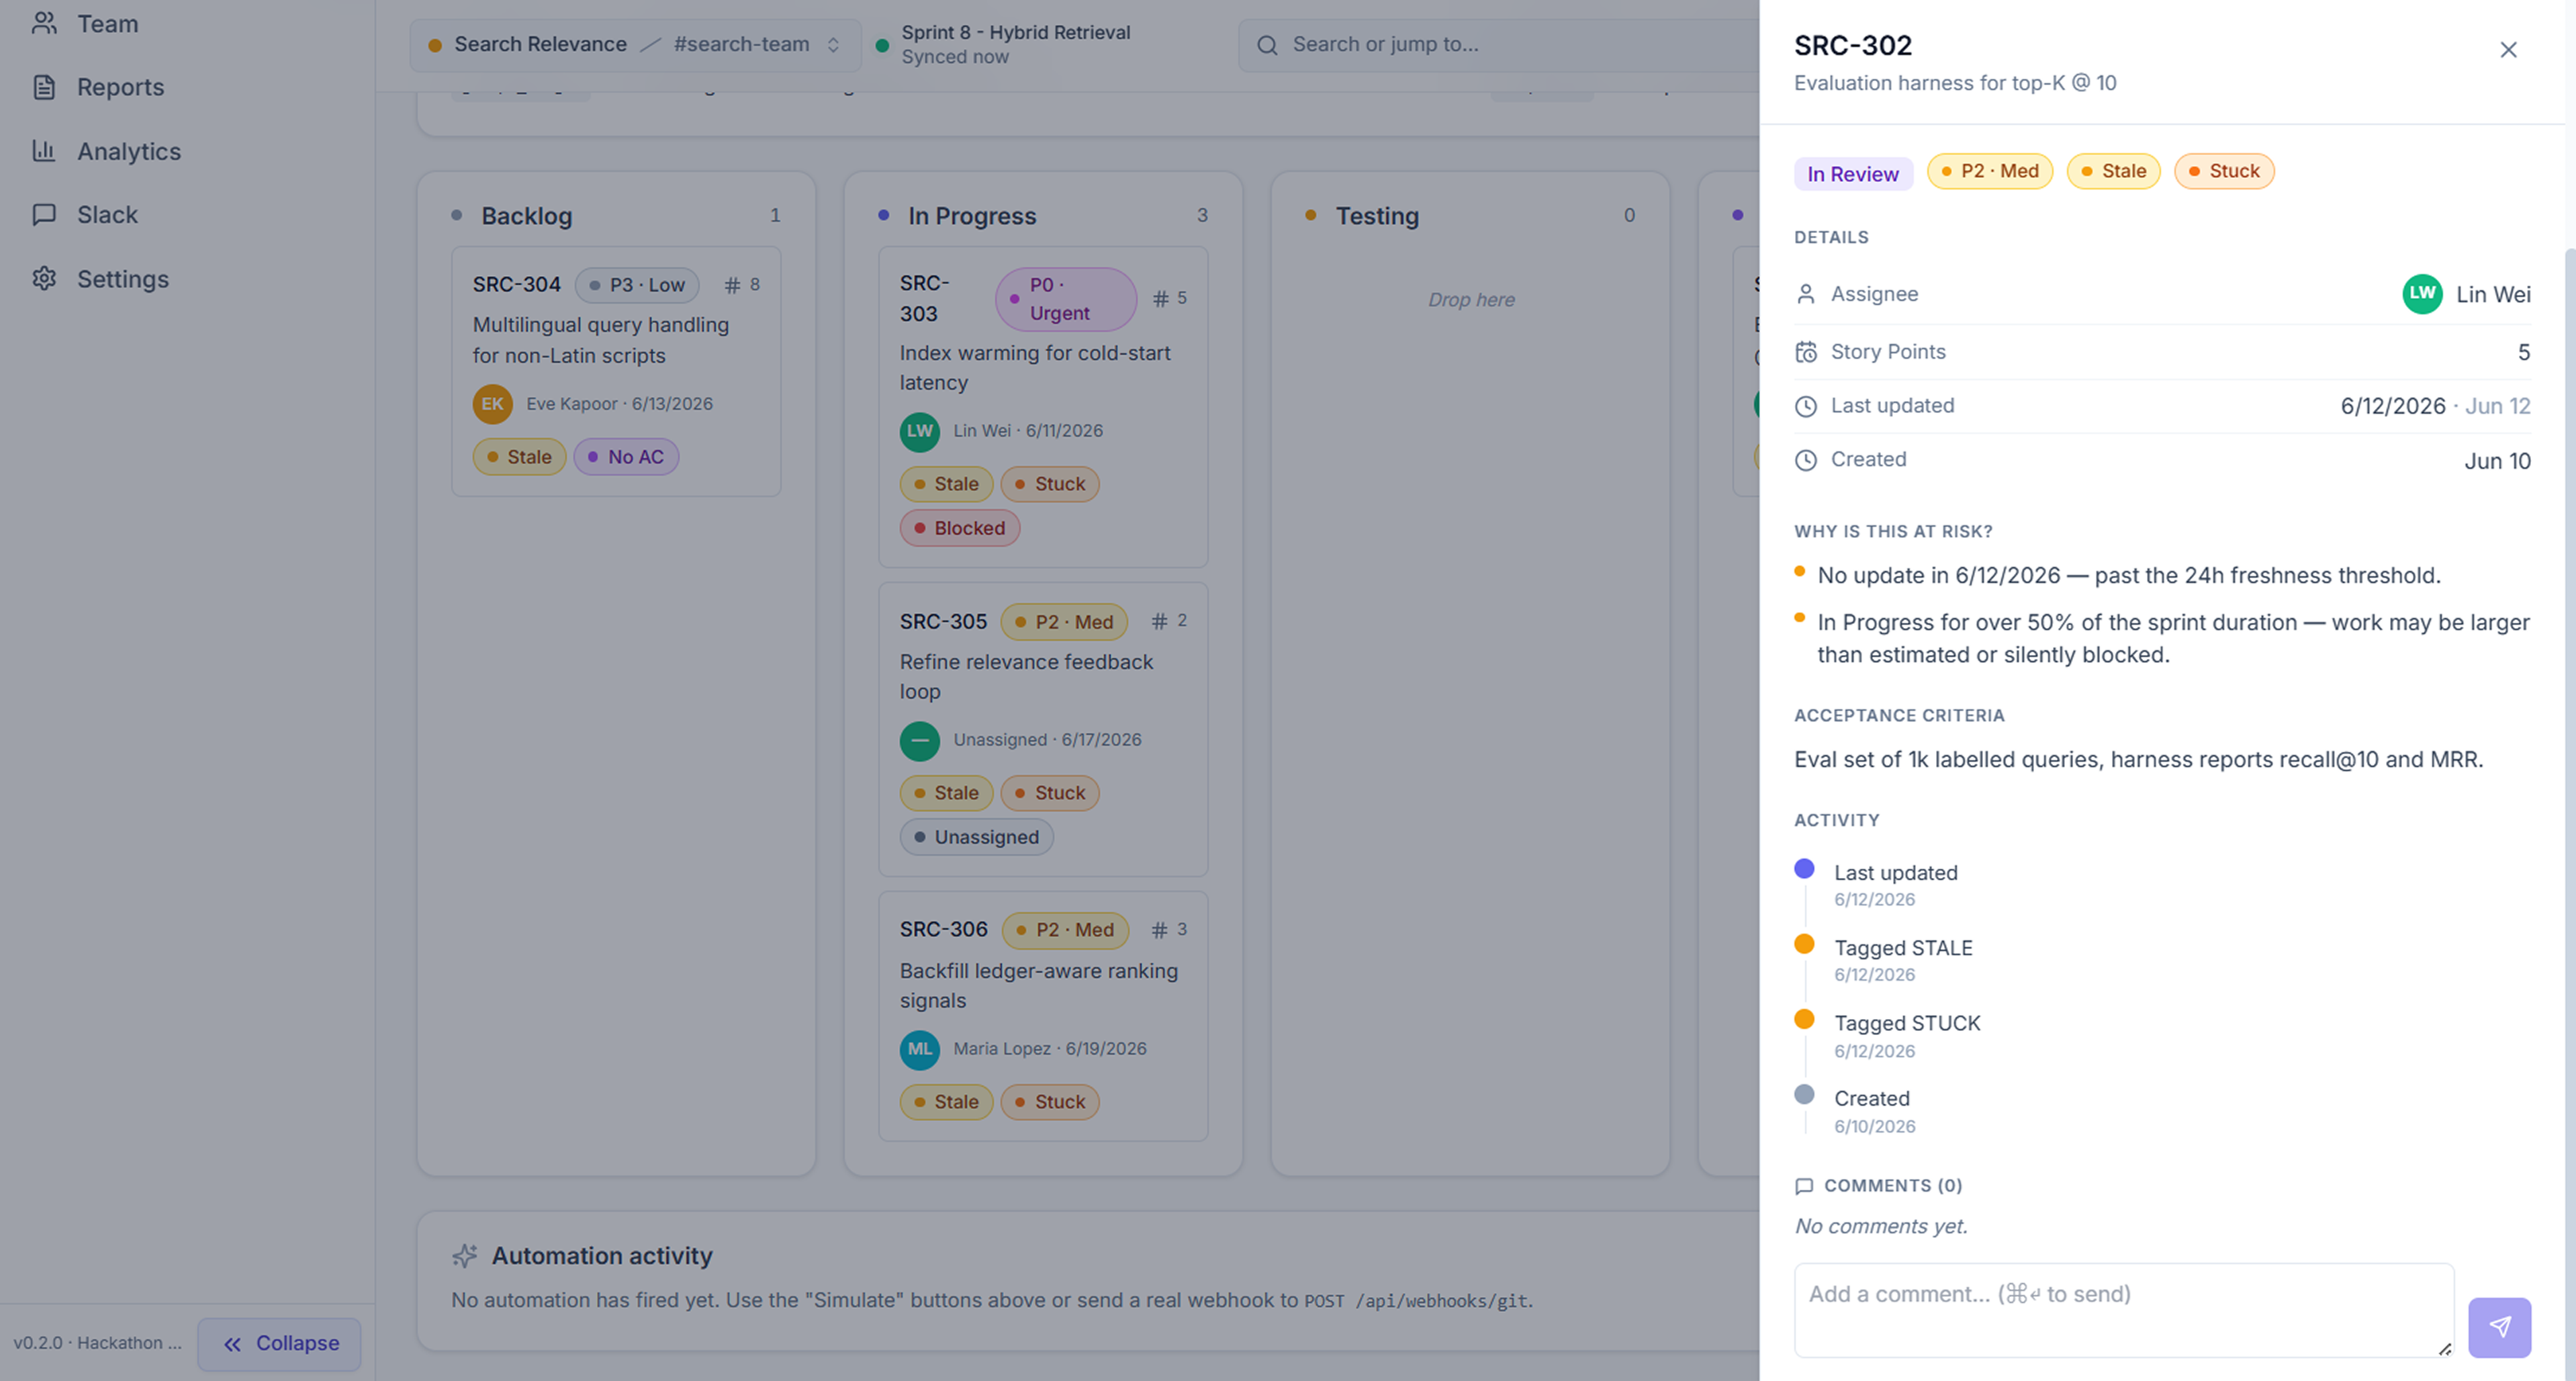 Team
Reports
Analytics
Slack
Settings
v0.2.0 · Hackathon ...
Collapse
Search Relevance / #search-team
Sprint 8 - Hybrid Retrieval
Synced now
Search or jump to...
Backlog 1
SRC-304 P3 · Low # 8
Multilingual query handling
for non-Latin scripts
EK Eve Kapoor · 6/13/2026
Stale No AC
In Progress 3
SRC-
303
P0 ·
Urgent
# 5
Index warming for cold-start
latency
LW Lin Wei · 6/11/2026
Stale Stuck
Blocked
SRC-305 P2 · Med # 2
Refine relevance feedback
loop
— Unassigned · 6/17/2026
Stale Stuck
Unassigned
SRC-306 P2 · Med # 3
Backfill ledger-aware ranking
signals
ML Maria Lopez · 6/19/2026
Stale Stuck
Testing 0
Drop here
Automation activity
No automation has fired yet. Use the "Simulate" buttons above or send a real webhook to POST /api/webhooks/git.
SRC-302
Evaluation harness for top-K @ 10
In Review P2 · Med Stale Stuck
DETAILS
Assignee LW Lin Wei
Story Points 5
Last updated 6/12/2026 · Jun 12
Created Jun 10
WHY IS THIS AT RISK?
No update in 6/12/2026 — past the 24h freshness threshold.
In Progress for over 50% of the sprint duration — work may be larger
than estimated or silently blocked.
ACCEPTANCE CRITERIA
Eval set of 1k labelled queries, harness reports recall@10 and MRR.
ACTIVITY
Last updated
6/12/2026
Tagged STALE
6/12/2026
Tagged STUCK
6/12/2026
Created
6/10/2026
COMMENTS (0)
No comments yet.
Add a comment... (⌘↵ to send)